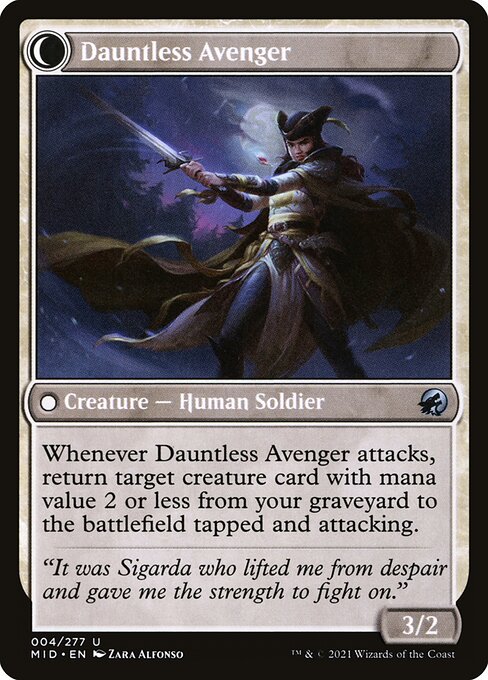 Dauntless Avenger
Creature — Human Soldier
Whenever Dauntless Avenger attacks,
return target creature card with mana
value 2 or less from your graveyard to
the battlefield tapped and attacking.
“It was Sigarda who lifted me from despair
and gave me the strength to fight on.”
3/2
004/277 U
MID • EN Zara Alfonso
™ & © 2021 Wizards of the Coast